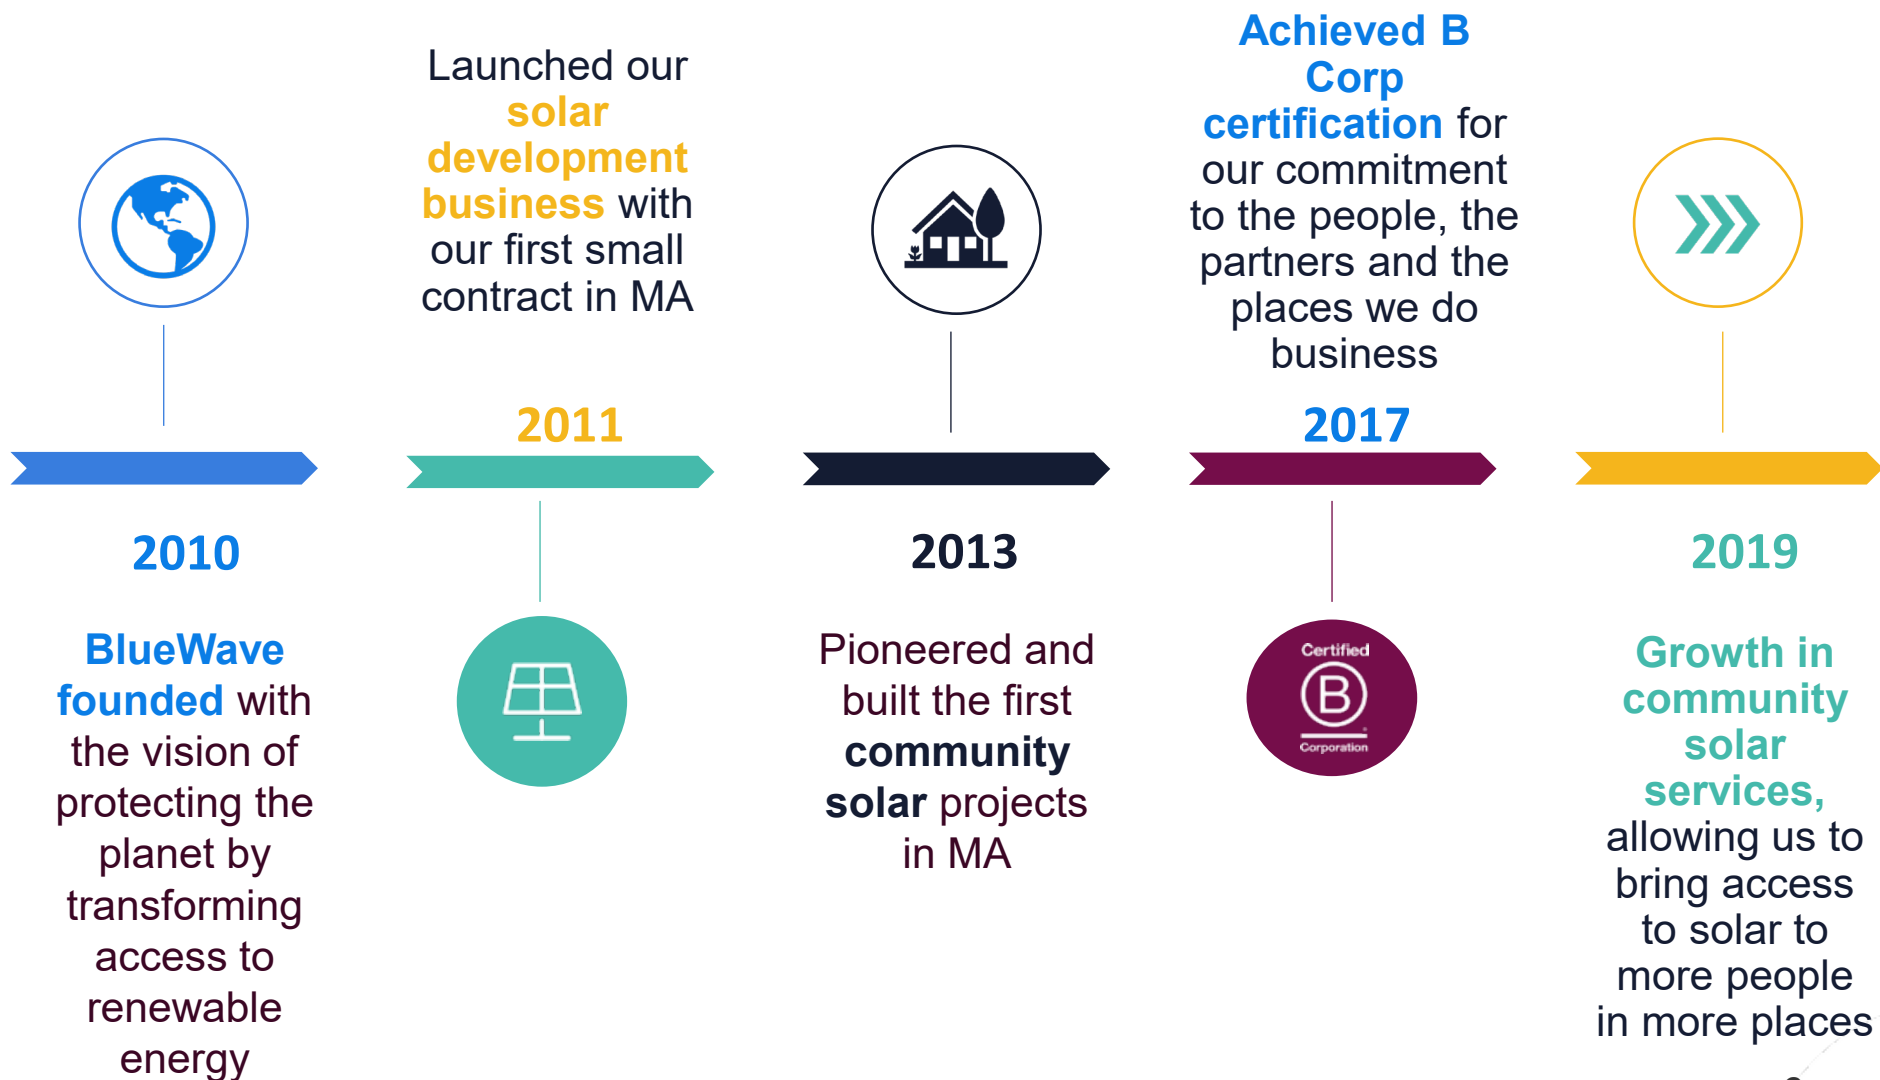 2010
BlueWave
founded with
the vision of
protecting the
planet by
transforming
access to
renewable
energy
Launched our
solar
development
business with
our first small
contract in MA
2011
2013
Pioneered and
built the first
community
solar projects
in MA
Achieved B
Corp
certification for
our commitment
to the people, the
partners and the
places we do
business
2017
Certified
B
Corporation
2019
Growth in
community
solar
services,
allowing us to
bring access
to solar to
more people
in more places